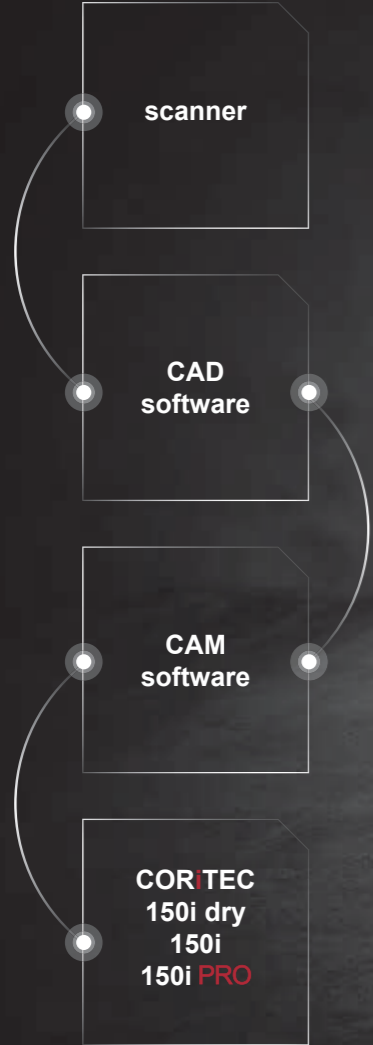 scanner
CAD
software
CAM
software
CORiTEC
150i dry
150i
150i PRO